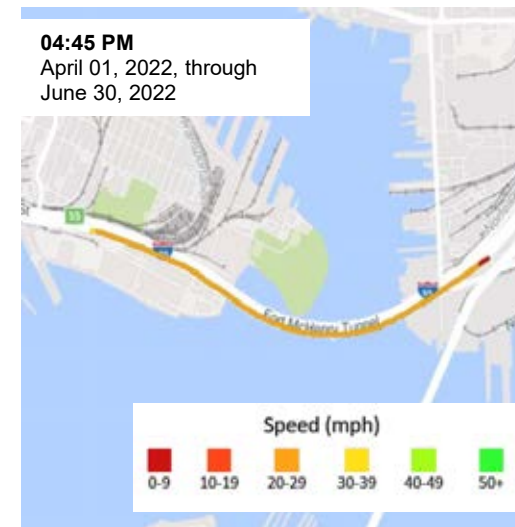 04:45 PM
April 01, 2022, through
June 30, 2022
55
Fort McHenry Tunnel
Speed (mph)
0-9 10-19 20-29 30-39 40-49 50+